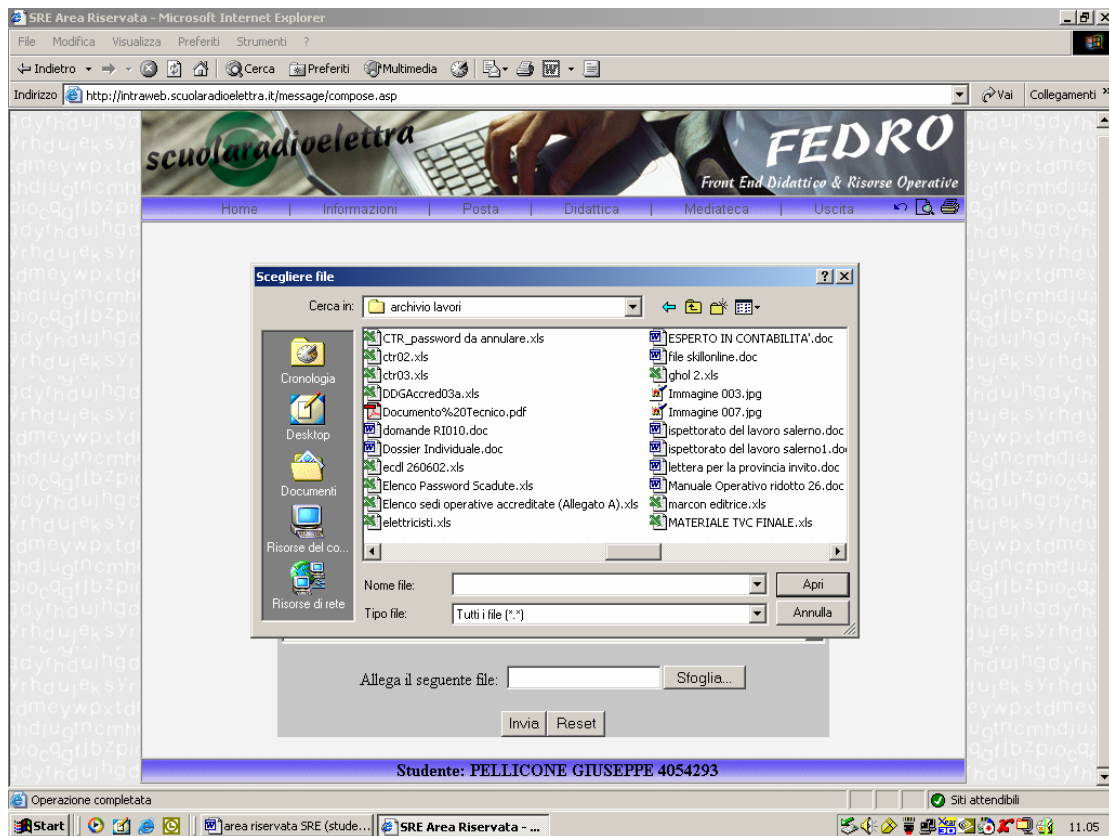 SRE Area Riservata - Microsoft Internet Explorer
File Modifica Visualizza Preferiti Strumenti ?
Indietro Cerca Preferiti Multimedia
Indirizzo http://intraweb.scuolaradioelettra.it/message/compose.asp Vai Collegamenti »
scuolaradioelettra
FEDRO
Front End Didattico & Risorse Operative
Home | Informazioni | Posta | Didattica | Mediateca | Uscita
Scegliere file
Cerca in: archivio lavori
CTR_password da annulare.xls
ctr02.xls
ctr03.xls
DDGAccred03a.xls
Documento%20Tecnico.pdf
domande RI010.doc
Dossier Individuale.doc
ecdl 260602.xls
Elenco Password Scadute.xls
Elenco sedi operative accreditate (Allegato A).xls
elettricisti.xls
ESPERTO IN CONTABILITA'.doc
file skillonline.doc
ghol 2.xls
Immagine 003.jpg
Immagine 007.jpg
ispettorato del lavoro salerno.doc
ispettorato del lavoro salerno1.do
lettera per la provincia invito.doc
Manuale Operativo ridotto 26.doc
marcon editrice.xls
MATERIALE TVC FINALE.xls
Cronologia
Desktop
Documenti
Risorse del co...
Risorse di rete
Nome file: Apri
Tipo file: Tutti i file (*.*) Annulla
Allega il seguente file: Sfoglia...
Invia Reset
Studente: PELLICONE GIUSEPPE 4054293
Operazione completata Siti attendibili
Start area riservata SRE (stude... SRE Area Riservata - ... 11.05